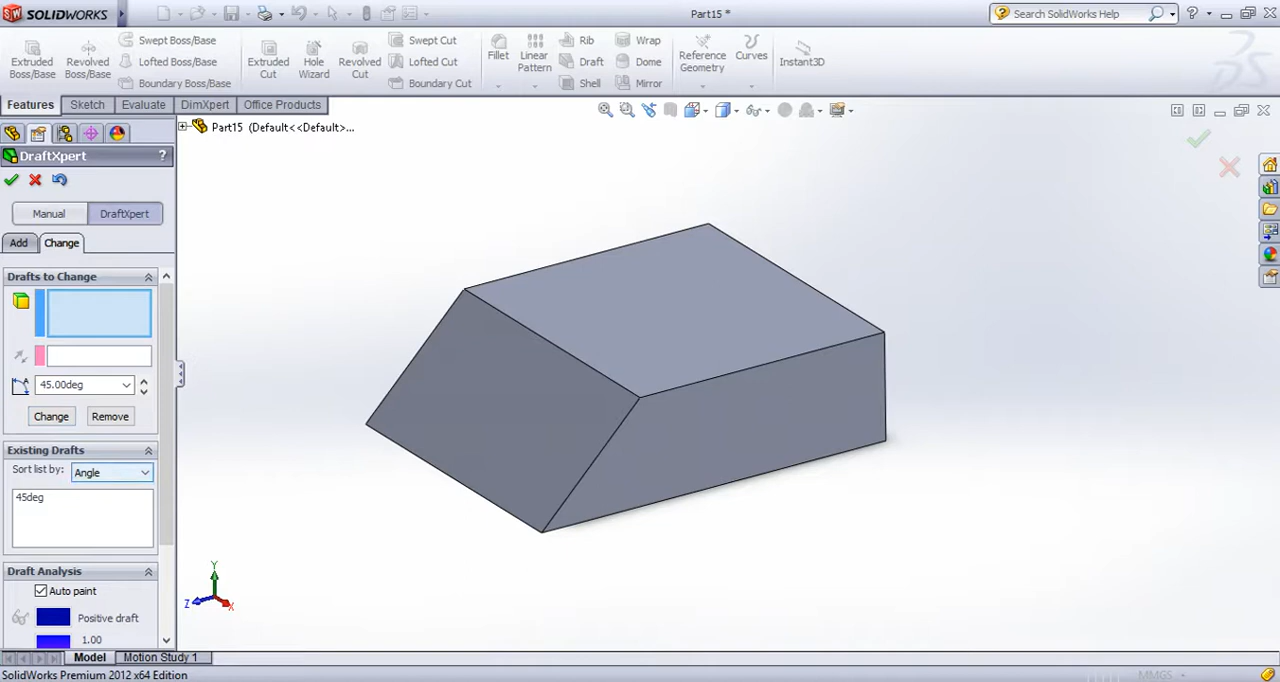 SOLIDWORKS
Part15 *
Search SolidWorks Help
Extruded Boss/Base
Revolved Boss/Base
Swept Boss/Base
Lofted Boss/Base
Boundary Boss/Base
Extruded Cut
Hole Wizard
Revolved Cut
Swept Cut
Lofted Cut
Boundary Cut
Fillet
Linear Pattern
Rib
Draft
Shell
Wrap
Dome
Mirror
Reference Geometry
Curves
Instant3D
Features Sketch Evaluate DimXpert Office Products
Part15 (Default<<Default>...
DraftXpert ?
Manual DraftXpert
Add Change
Drafts to Change
45.00deg
Change Remove
Existing Drafts
Sort list by: Angle
45deg
Draft Analysis
Auto paint
Positive draft
1.00
Y
Z
X
Model Motion Study 1
SolidWorks Premium 2012 x64 Edition
MMGS